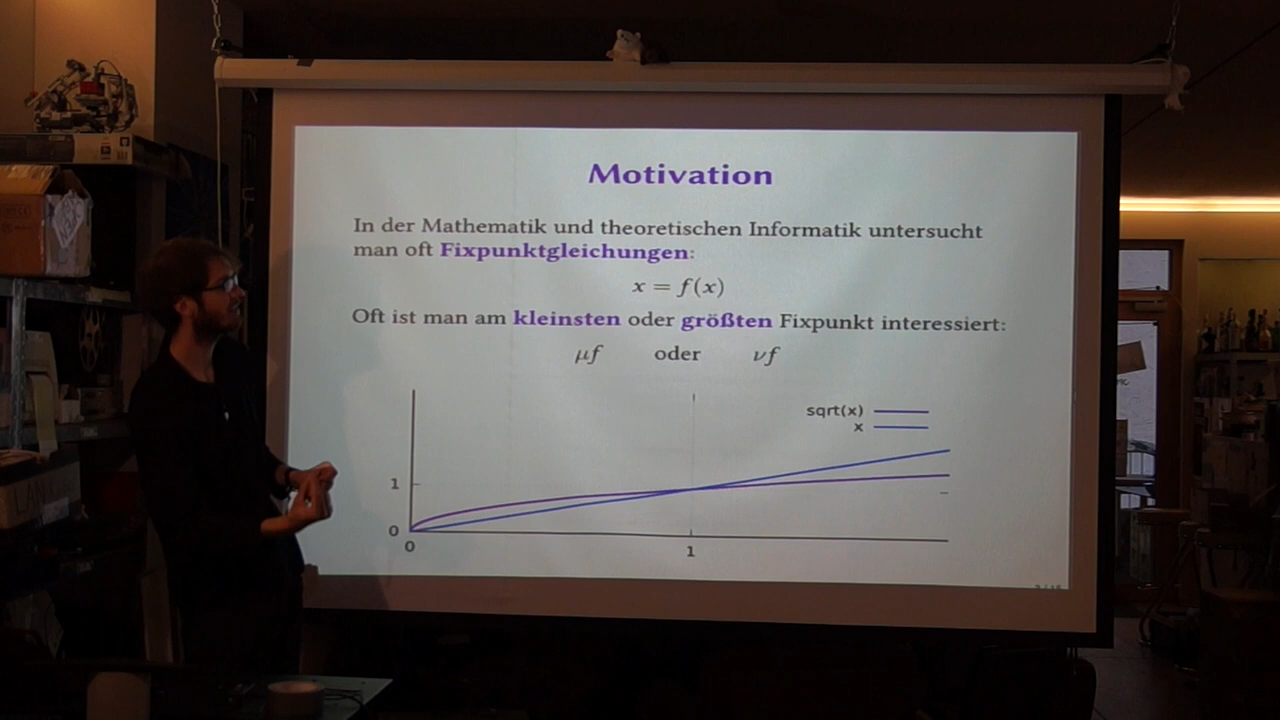 Motivation
In der Mathematik und theoretischen Informatik untersucht
man oft Fixpunktgleichungen:
x = f(x)
Oft ist man am kleinsten oder größten Fixpunkt interessiert:
μf oder νf
sqrt(x)
x
1
0
0
1